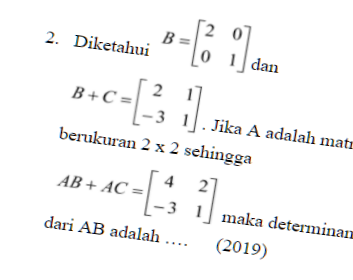 2. Diketahui B = [2 0; 0 1] dan
B + C = [2 1; −3 1]. Jika A adalah matr
berukuran 2 x 2 sehingga
AB + AC = [4 2; −3 1] maka determinan
dari AB adalah .... (2019)